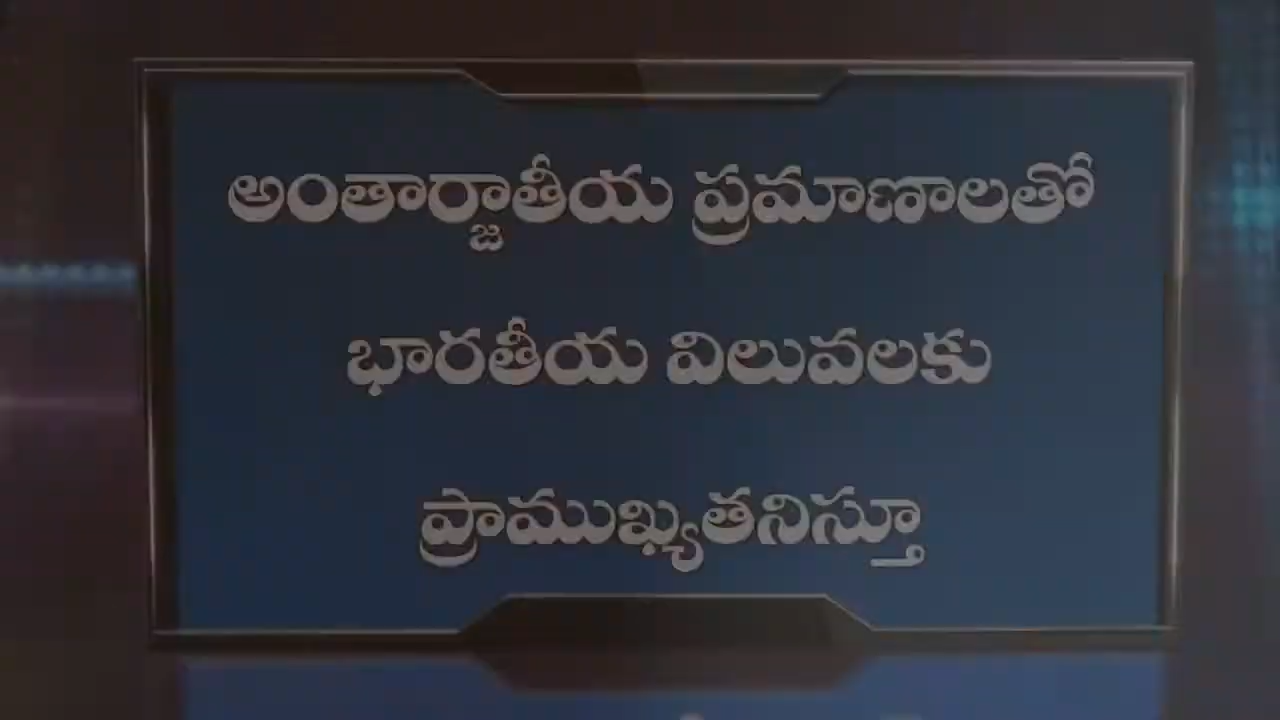 అంతార్జాతీయ ప్రమాణాలతో
భారతీయ విలువలకు
ప్రాముఖ్యతనిస్తూ